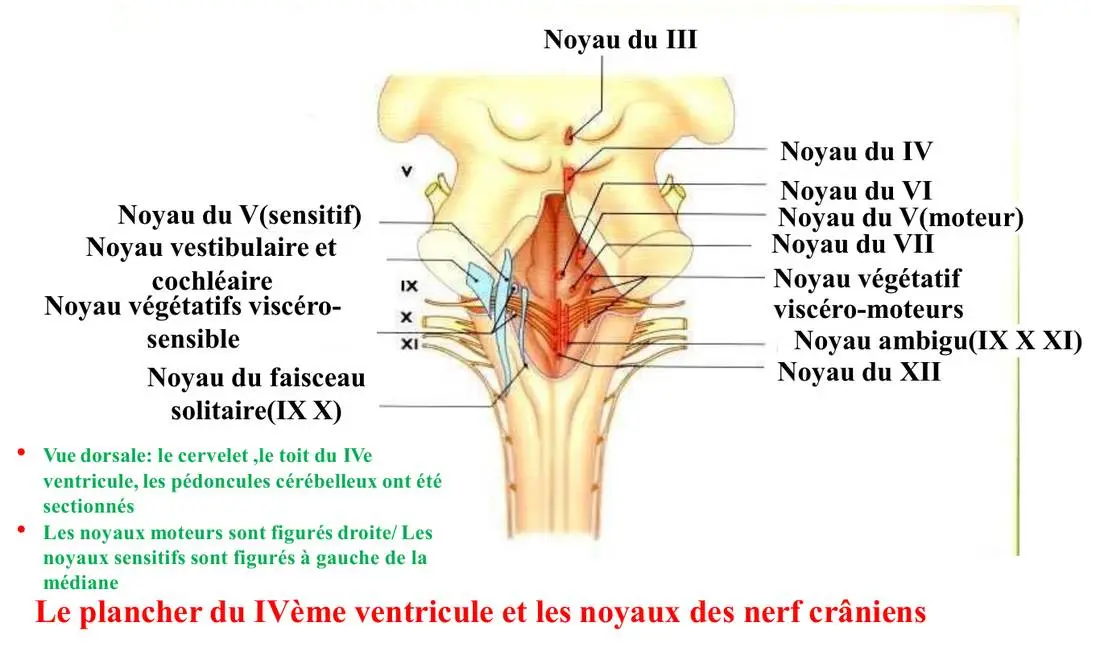 Noyau du III
Noyau du IV
V
Noyau du VI
Noyau du V(sensitif)
Noyau du V(moteur)
Noyau du VII
Noyau vestibulaire et
cochléaire
Noyau végétatif
viscéro-moteurs
IX
Noyau végétatifs viscéro-
sensible
X
XI
Noyau ambigu(IX X XI)
Noyau du XII
Noyau du faisceau
solitaire(IX X)
• Vue dorsale: le cervelet ,le toit du IVe
ventricule, les pédoncules cérébelleux ont été
sectionnés
• Les noyaux moteurs sont figurés droite/ Les
noyaux sensitifs sont figurés à gauche de la
médiane
Le plancher du IVème ventricule et les noyaux des nerf crâniens